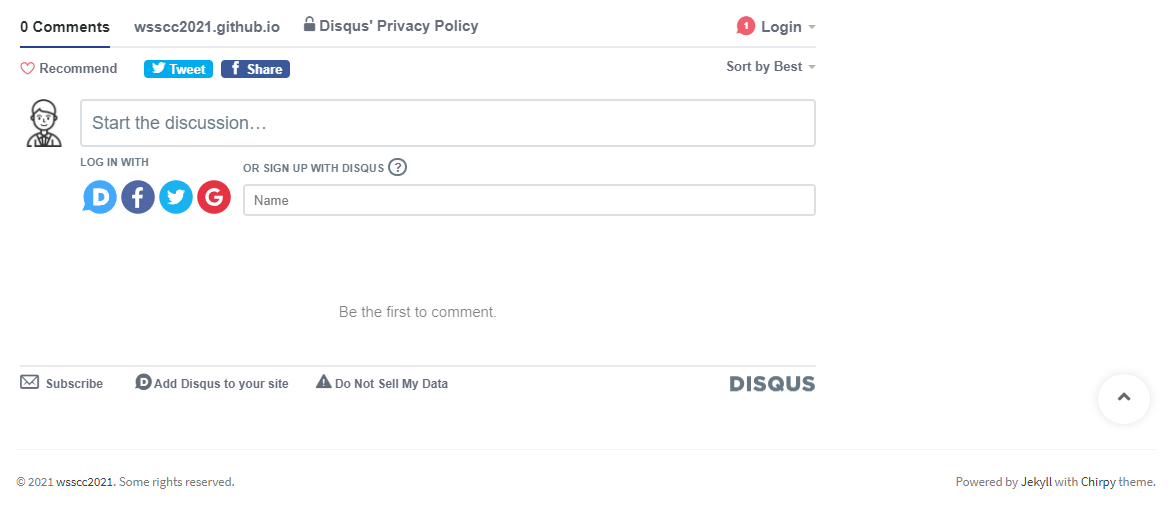 0 Comments wsscc2021.github.io Disqus' Privacy Policy 1 Login
Recommend Tweet f Share Sort by Best
Start the discussion…
LOG IN WITH OR SIGN UP WITH DISQUS ?
D f G Name
Be the first to comment.
Subscribe D Add Disqus to your site Do Not Sell My Data DISQUS
© 2021 wsscc2021. Some rights reserved. Powered by Jekyll with Chirpy theme.